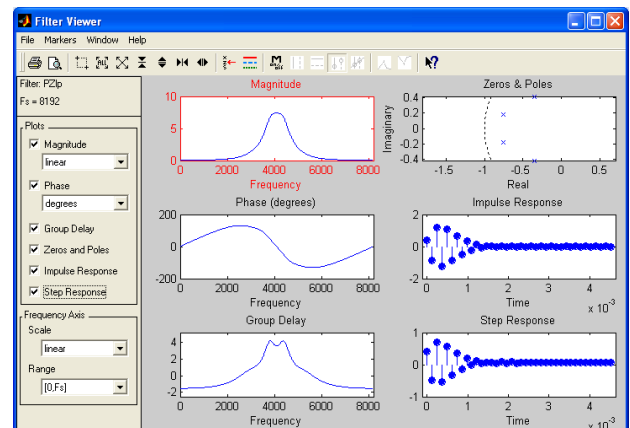 Filter Viewer
File Markers Window Help
Filter: PZlp
Fs = 8192
Plots
Magnitude
linear
Phase
degrees
Group Delay
Zeros and Poles
Impulse Response
Step Response
Frequency Axis
Scale
linear
Range
[0,Fs]
Magnitude
10
5
0
0 2000 4000 6000 8000
Frequency
Zeros & Poles
Imaginary
0.4
0.2
0
-0.2
-0.4
-1.5 -1 -0.5 0 0.5
Real
Phase (degrees)
200
0
-200
0 2000 4000 6000 8000
Frequency
Impulse Response
2
0
-2
0 1 2 3 4
Time
x 10-3
Group Delay
4
2
0
-2
0 2000 4000 6000 8000
Frequency
Step Response
1
0
-1
-0 1 2 3 4
Time
x 10-3